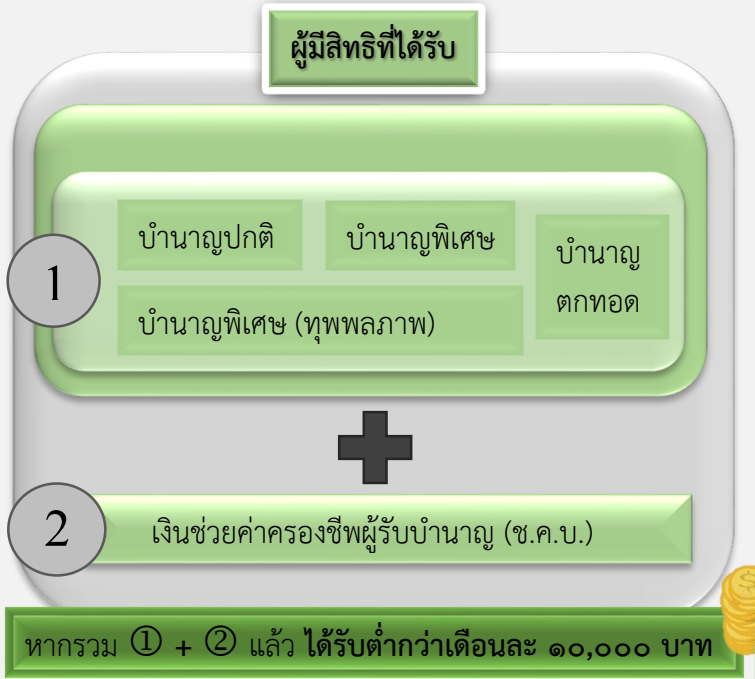 ผู้มีสิทธิที่ได้รับ
1
บำนาญปกติ
บำนาญพิเศษ
บำนาญ
ตกทอด
บำนาญพิเศษ (ทุพพลภาพ)
2
เงินช่วยค่าครองชีพผู้รับบำนาญ (ช.ค.บ.)
หากรวม ① + ② แล้ว ได้รับต่ำกว่าเดือนละ ๑๐,๐๐๐ บาท